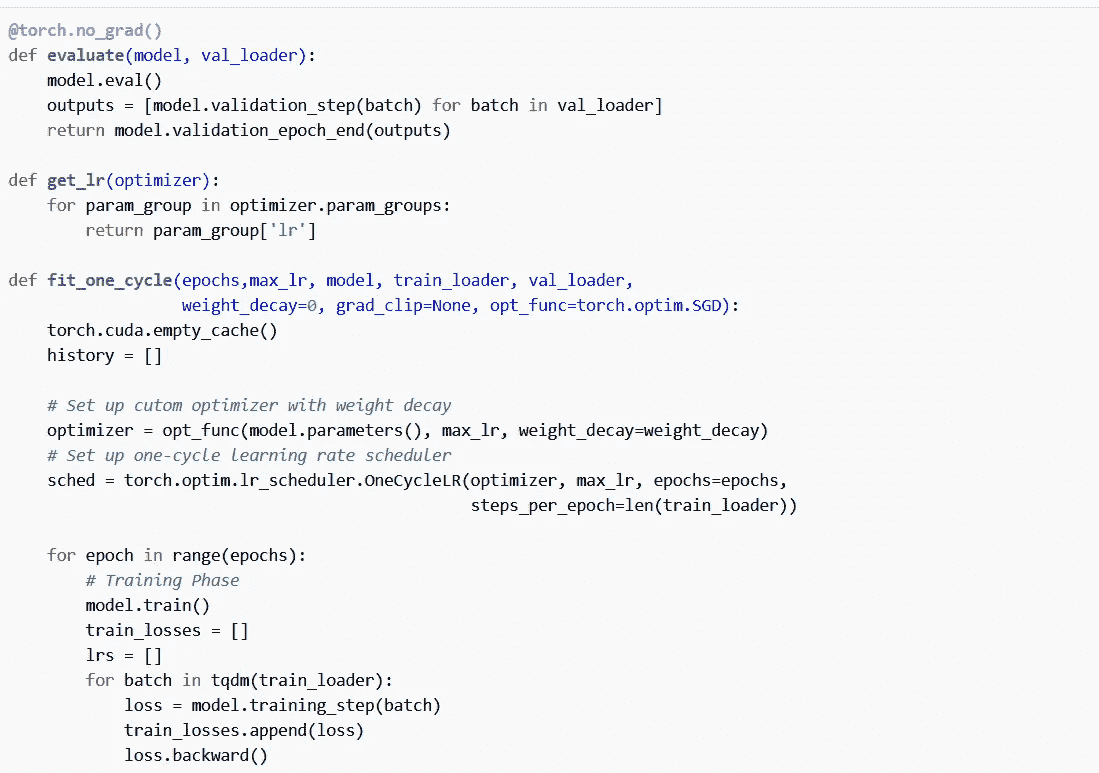 @torch.no_grad()
def evaluate(model, val_loader):
    model.eval()
    outputs = [model.validation_step(batch) for batch in val_loader]
    return model.validation_epoch_end(outputs)

def get_lr(optimizer):
    for param_group in optimizer.param_groups:
        return param_group['lr']

def fit_one_cycle(epochs,max_lr, model, train_loader, val_loader,
                  weight_decay=0, grad_clip=None, opt_func=torch.optim.SGD):
    torch.cuda.empty_cache()
    history = []

    # Set up cutom optimizer with weight decay
    optimizer = opt_func(model.parameters(), max_lr, weight_decay=weight_decay)
    # Set up one-cycle learning rate scheduler
    sched = torch.optim.lr_scheduler.OneCycleLR(optimizer, max_lr, epochs=epochs,
                                                steps_per_epoch=len(train_loader))

    for epoch in range(epochs):
        # Training Phase
        model.train()
        train_losses = []
        lrs = []
        for batch in tqdm(train_loader):
            loss = model.training_step(batch)
            train_losses.append(loss)
            loss.backward()